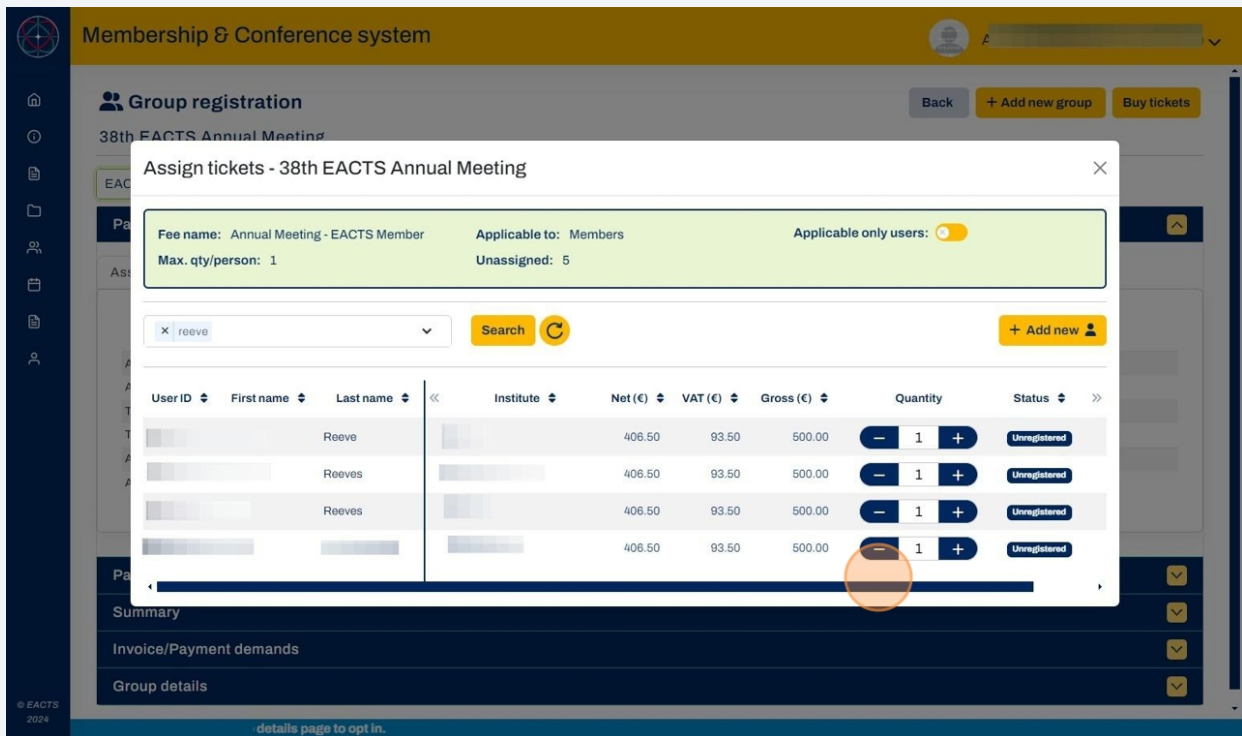 Membership & Conference system
A
Group registration
Back
+ Add new group
Buy tickets
38th EACTS Annual Meeting
Assign tickets - 38th EACTS Annual Meeting
EAC
Pa
Fee name: Annual Meeting - EACTS Member Applicable to: Members Applicable only users:
Max. qty/person: 1 Unassigned: 5
Ass
× reeve
Search
+ Add new
User ID First name Last name « Institute Net (€) VAT (€) Gross (€) Quantity Status »
Reeve 406.50 93.50 500.00 − 1 + Unregistered
Reeves 406.50 93.50 500.00 − 1 + Unregistered
Reeves 406.50 93.50 500.00 − 1 + Unregistered
406.50 93.50 500.00 − 1 + Unregistered
A
A
T
T
A
A
Pa
Summary
Invoice/Payment demands
Group details
© EACTS
2024
details page to opt in.